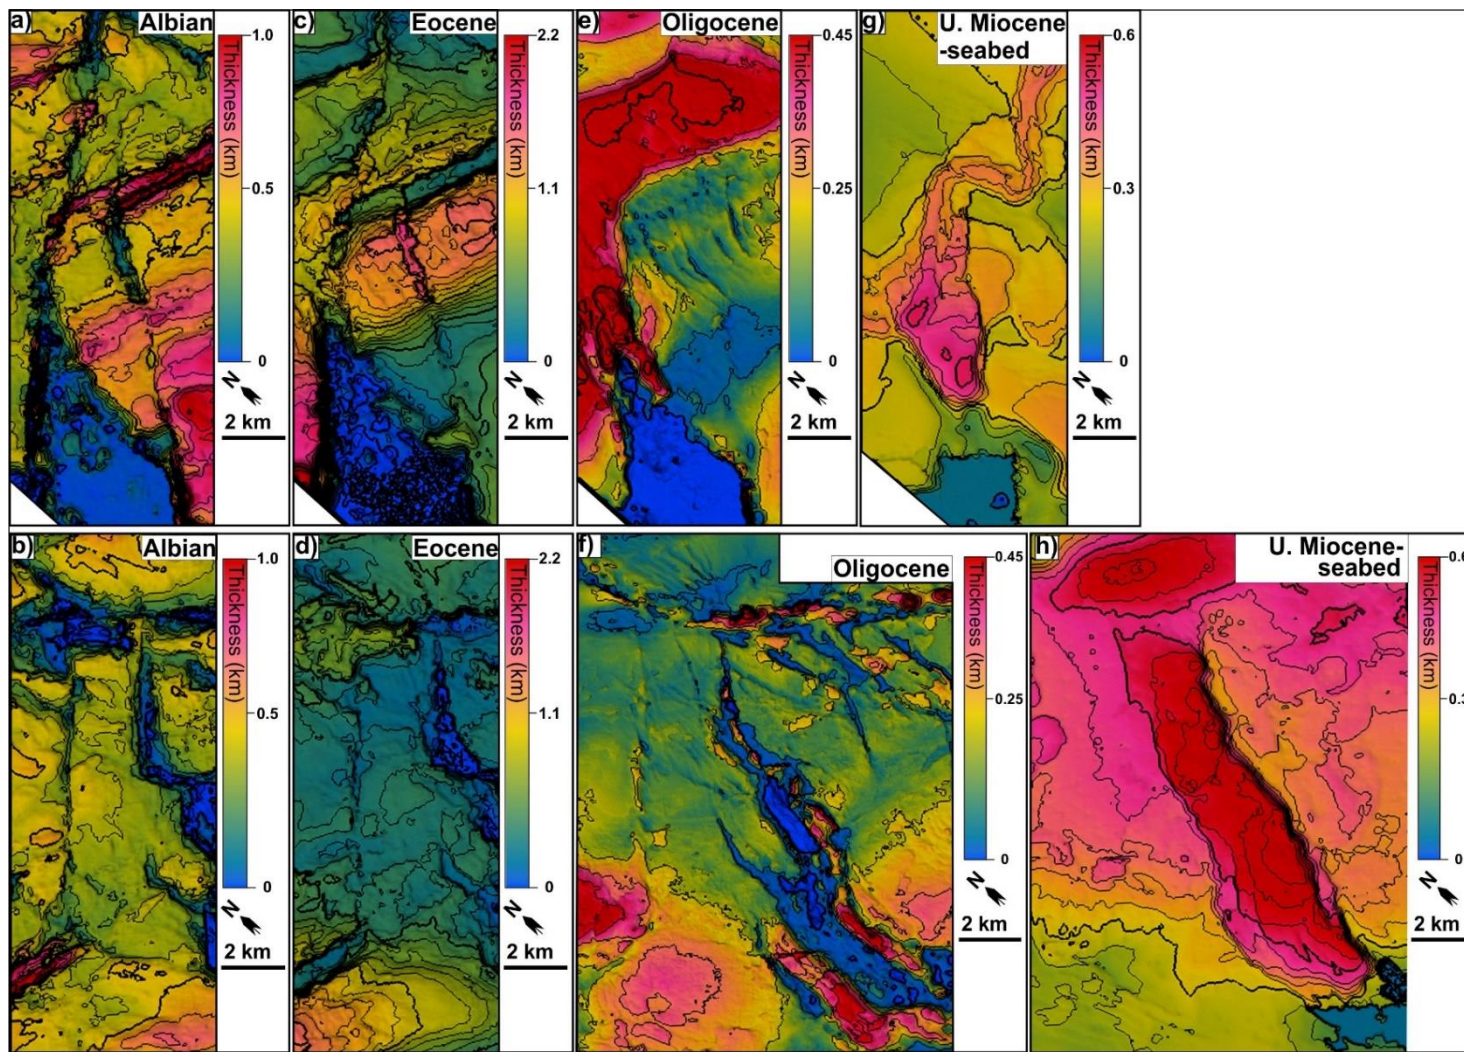 a) Albian
1.0
Thickness (km)
0.5
0
N
2 km
c) Eocene
2.2
Thickness (km)
1.1
0
N
2 km
e) Oligocene
0.45
Thickness (km)
0.25
0
N
2 km
g) U. Miocene
-seabed
0.6
Thickness (km)
0.3
0
N
2 km
b) Albian
1.0
Thickness (km)
0.5
0
N
2 km
d) Eocene
2.2
Thickness (km)
1.1
0
N
2 km
f) Oligocene
0.45
Thickness (km)
0.25
0
N
2 km
h) U. Miocene-
seabed
0.6
Thickness (km)
0.3
0
N
2 km